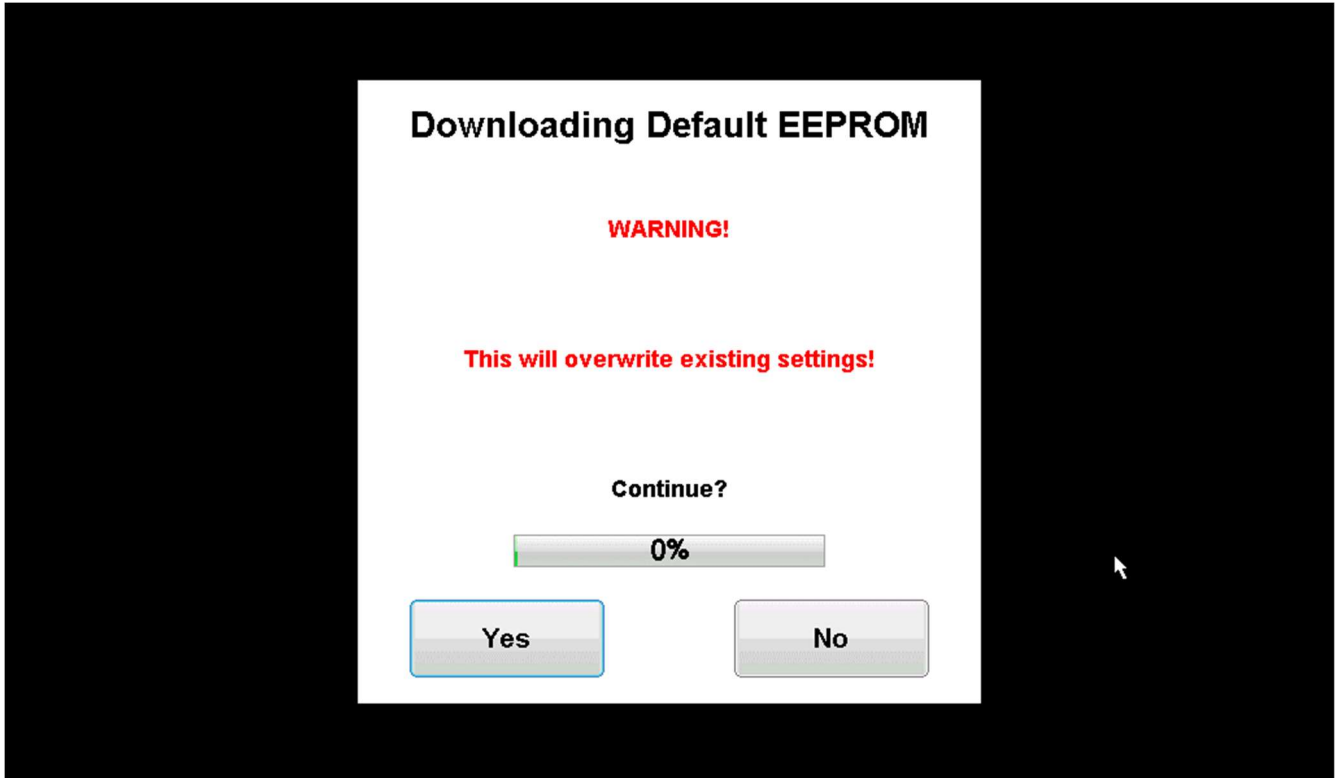 Downloading Default EEPROM
WARNING!
This will overwrite existing settings!
Continue?
0%
Yes
No